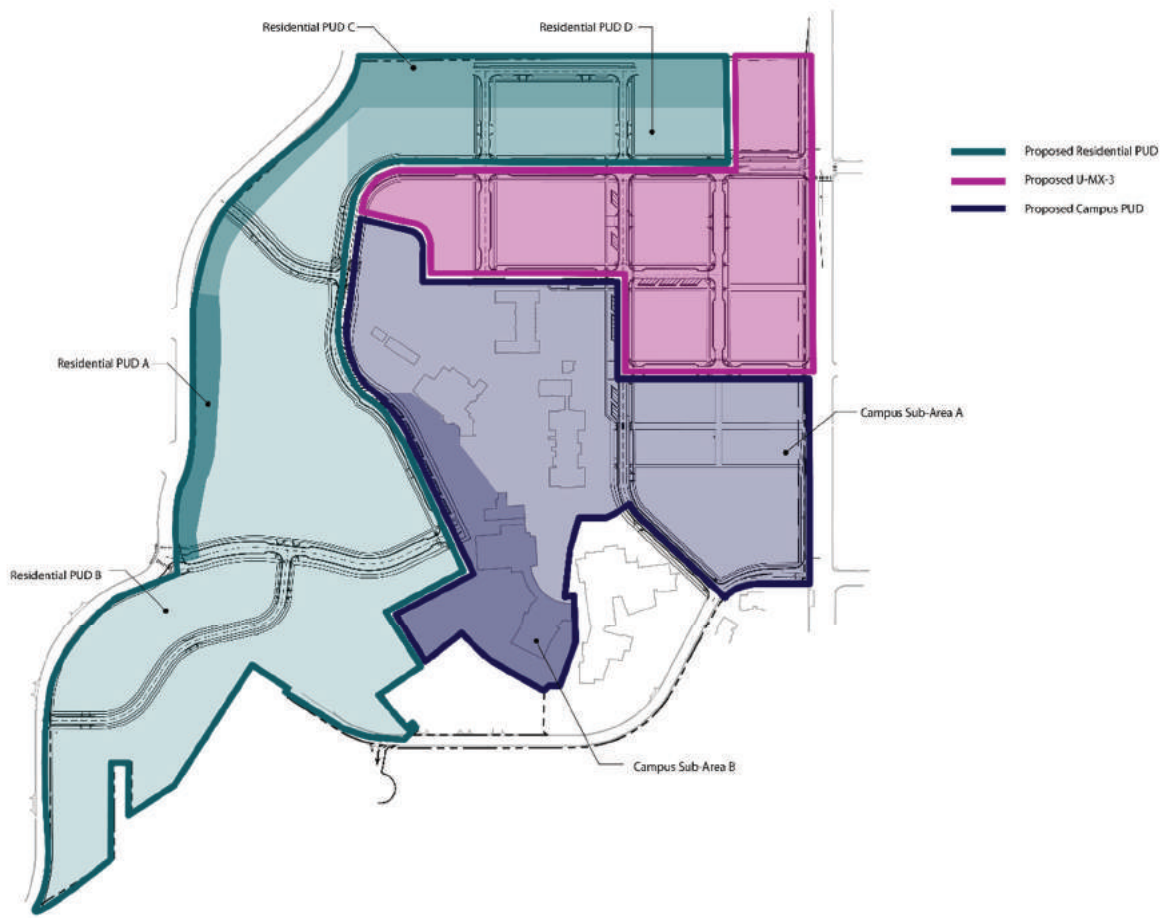 Residential PUD C
Residential PUD D
Proposed Residential PUD
Proposed U-MX-3
Proposed Campus PUD
Residential PUD A
Campus Sub-Area A
Residential PUD B
Campus Sub-Area B